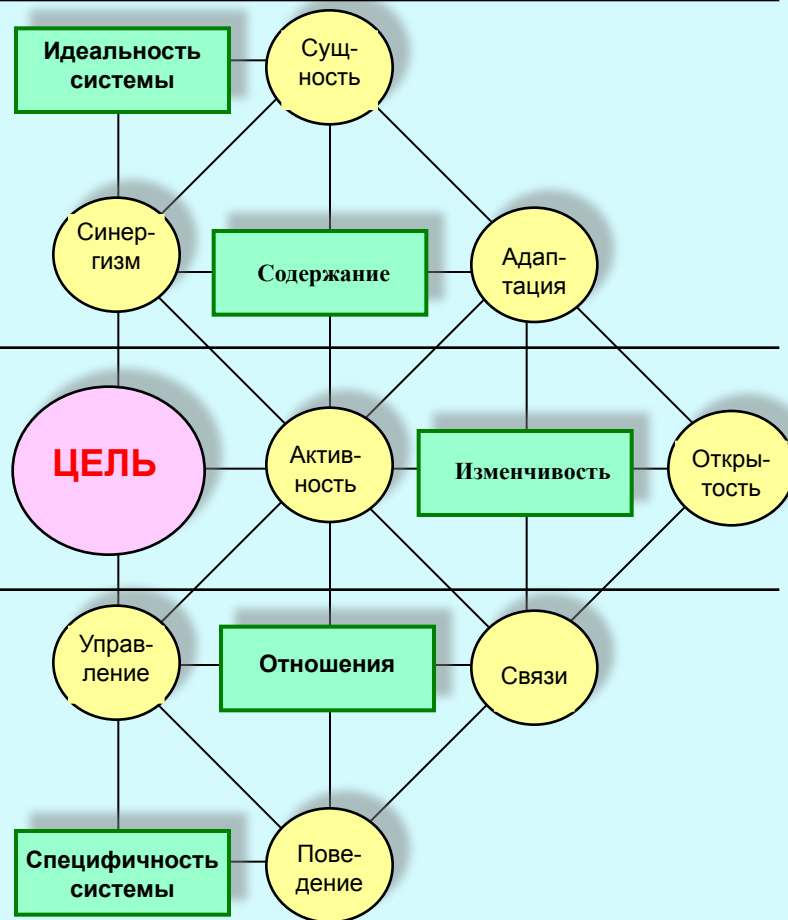 Идеальность
системы
Сущ-
ность
Синер-
гизм
Содержание
Адап-
тация
ЦЕЛЬ
Актив-
ность
Изменчивость
Откры-
тость
Управ-
ление
Отношения
Связи
Специфичность
системы
Пове-
дение